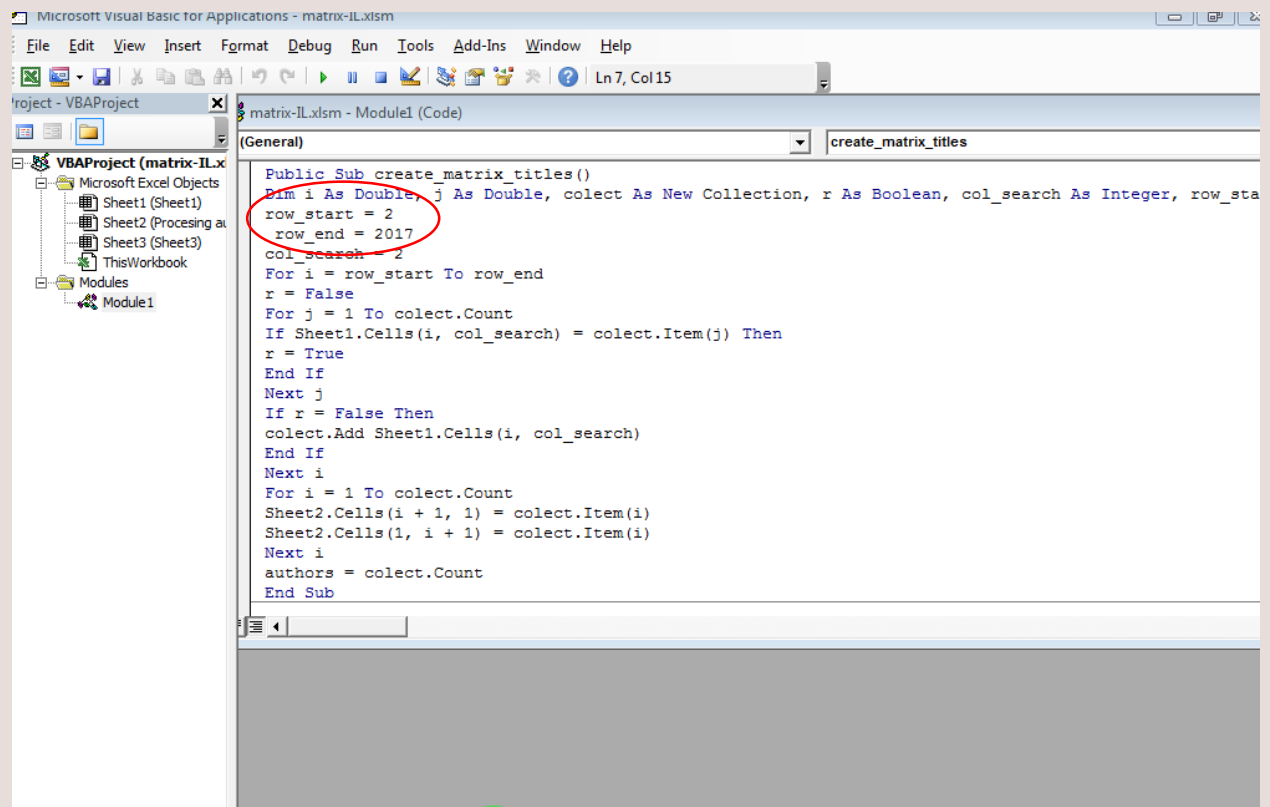 Microsoft Visual Basic for Applications - matrix-IL.xlsm
File Edit View Insert Format Debug Run Tools Add-Ins Window Help
Ln 7, Col 15
roject - VBAProject
matrix-IL.xlsm - Module1 (Code)
(General) create_matrix_titles
VBAProject (matrix-IL.x
Microsoft Excel Objects
Sheet1 (Sheet1)
Sheet2 (Procesing au
Sheet3 (Sheet3)
ThisWorkbook
Modules
Module1
Public Sub create_matrix_titles()
Dim i As Double, j As Double, colect As New Collection, r As Boolean, col_search As Integer, row_sta
row_start = 2
row_end = 2017
col_search = 2
For i = row_start To row_end
r = False
For j = 1 To colect.Count
If Sheet1.Cells(i, col_search) = colect.Item(j) Then
r = True
End If
Next j
If r = False Then
colect.Add Sheet1.Cells(i, col_search)
End If
Next i
For i = 1 To colect.Count
Sheet2.Cells(i + 1, 1) = colect.Item(i)
Sheet2.Cells(1, i + 1) = colect.Item(i)
Next i
authors = colect.Count
End Sub